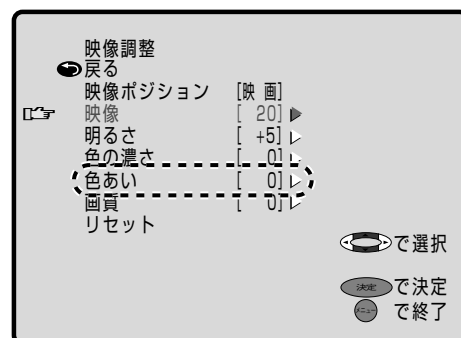 映像調整
戻る
映像ポジション [映 画]
映像 [ 20]
明るさ [ +5]
色の濃さ [ 0]
色あい [ 0]
画質 [ 0]
リセット
で選択
決定 で決定
メニュー で終了